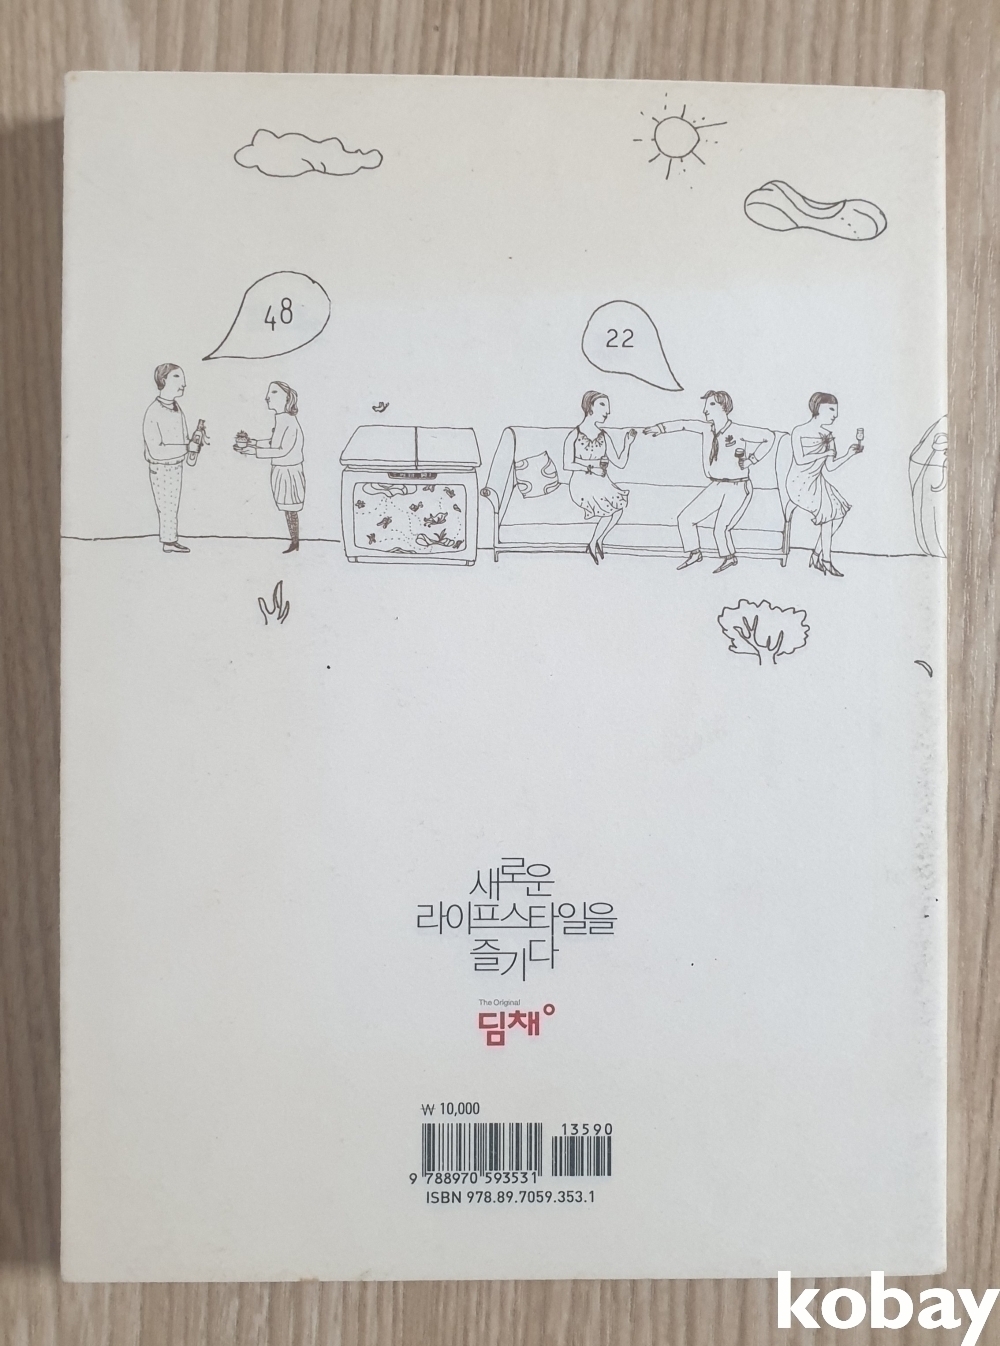 48
22
새로운
라이프스타일을
즐기다
The Original
딤채
₩ 10,000
13590
9 788970 593531
ISBN 978.89.7059.353.1
kobay